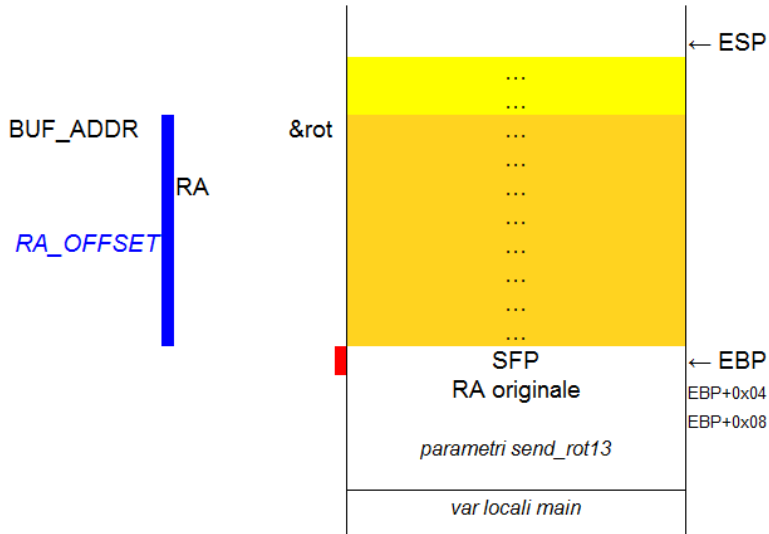 ← ESP
...
...
BUF_ADDR
&rot
...
...
RA
...
...
RA_OFFSET
...
...
...
...
SFP
← EBP
RA originale
EBP+0x04
EBP+0x08
parametri send_rot13
var locali main